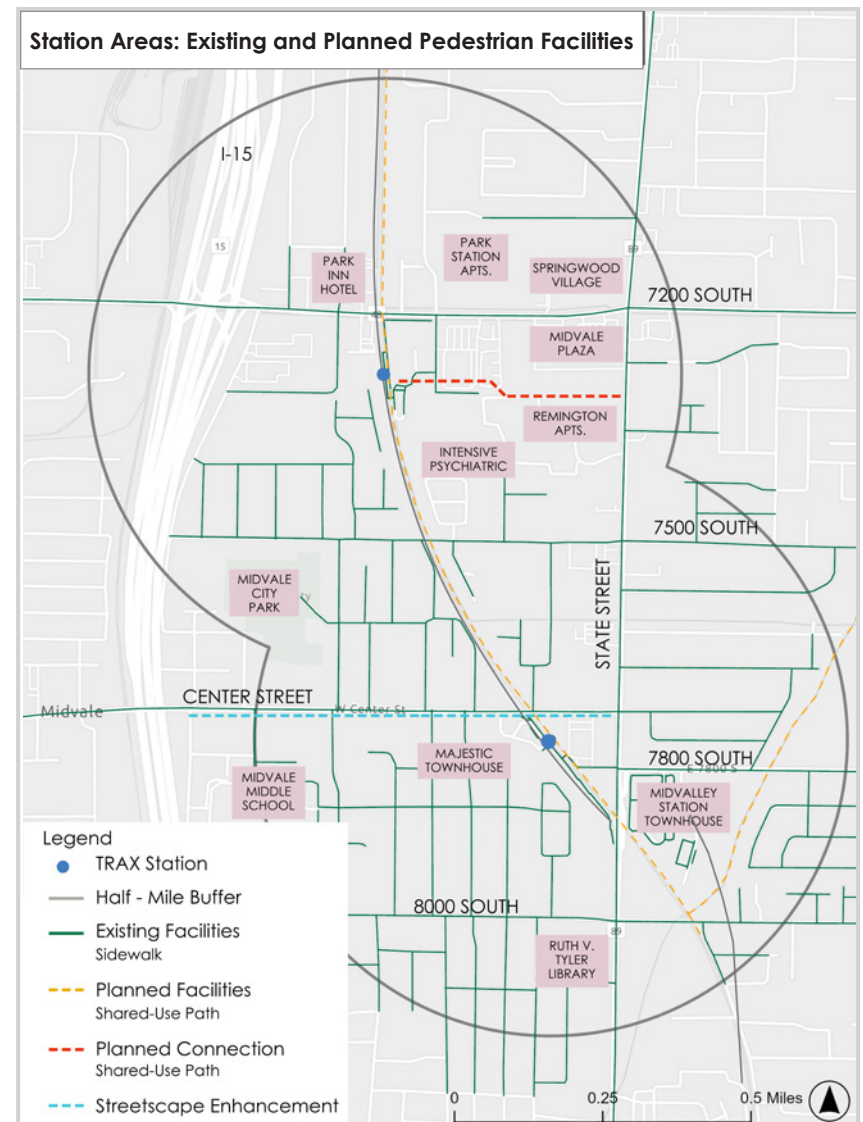 Station Areas: Existing and Planned Pedestrian Facilities
I-15
15
PARK
INN
HOTEL
PARK
STATION
APTS.
SPRINGWOOD
VILLAGE
89
7200 SOUTH
MIDVALE
PLAZA
REMINGTON
APTS.
INTENSIVE
PSYCHIATRIC
7500 SOUTH
MIDVALE
CITY
PARK
STATE STREET
CENTER STREET
Midvale
W Center St
MAJESTIC
TOWNHOUSE
7800 SOUTH
E 7800 S
MIDVALE
MIDDLE
SCHOOL
MIDVALLEY
STATION
TOWNHOUSE
8000 SOUTH
89
RUTH V.
TYLER
LIBRARY
Legend
TRAX Station
Half - Mile Buffer
Existing Facilities
Sidewalk
Planned Facilities
Shared-Use Path
Planned Connection
Shared-Use Path
Streetscape Enhancement
0 0.25 0.5 Miles